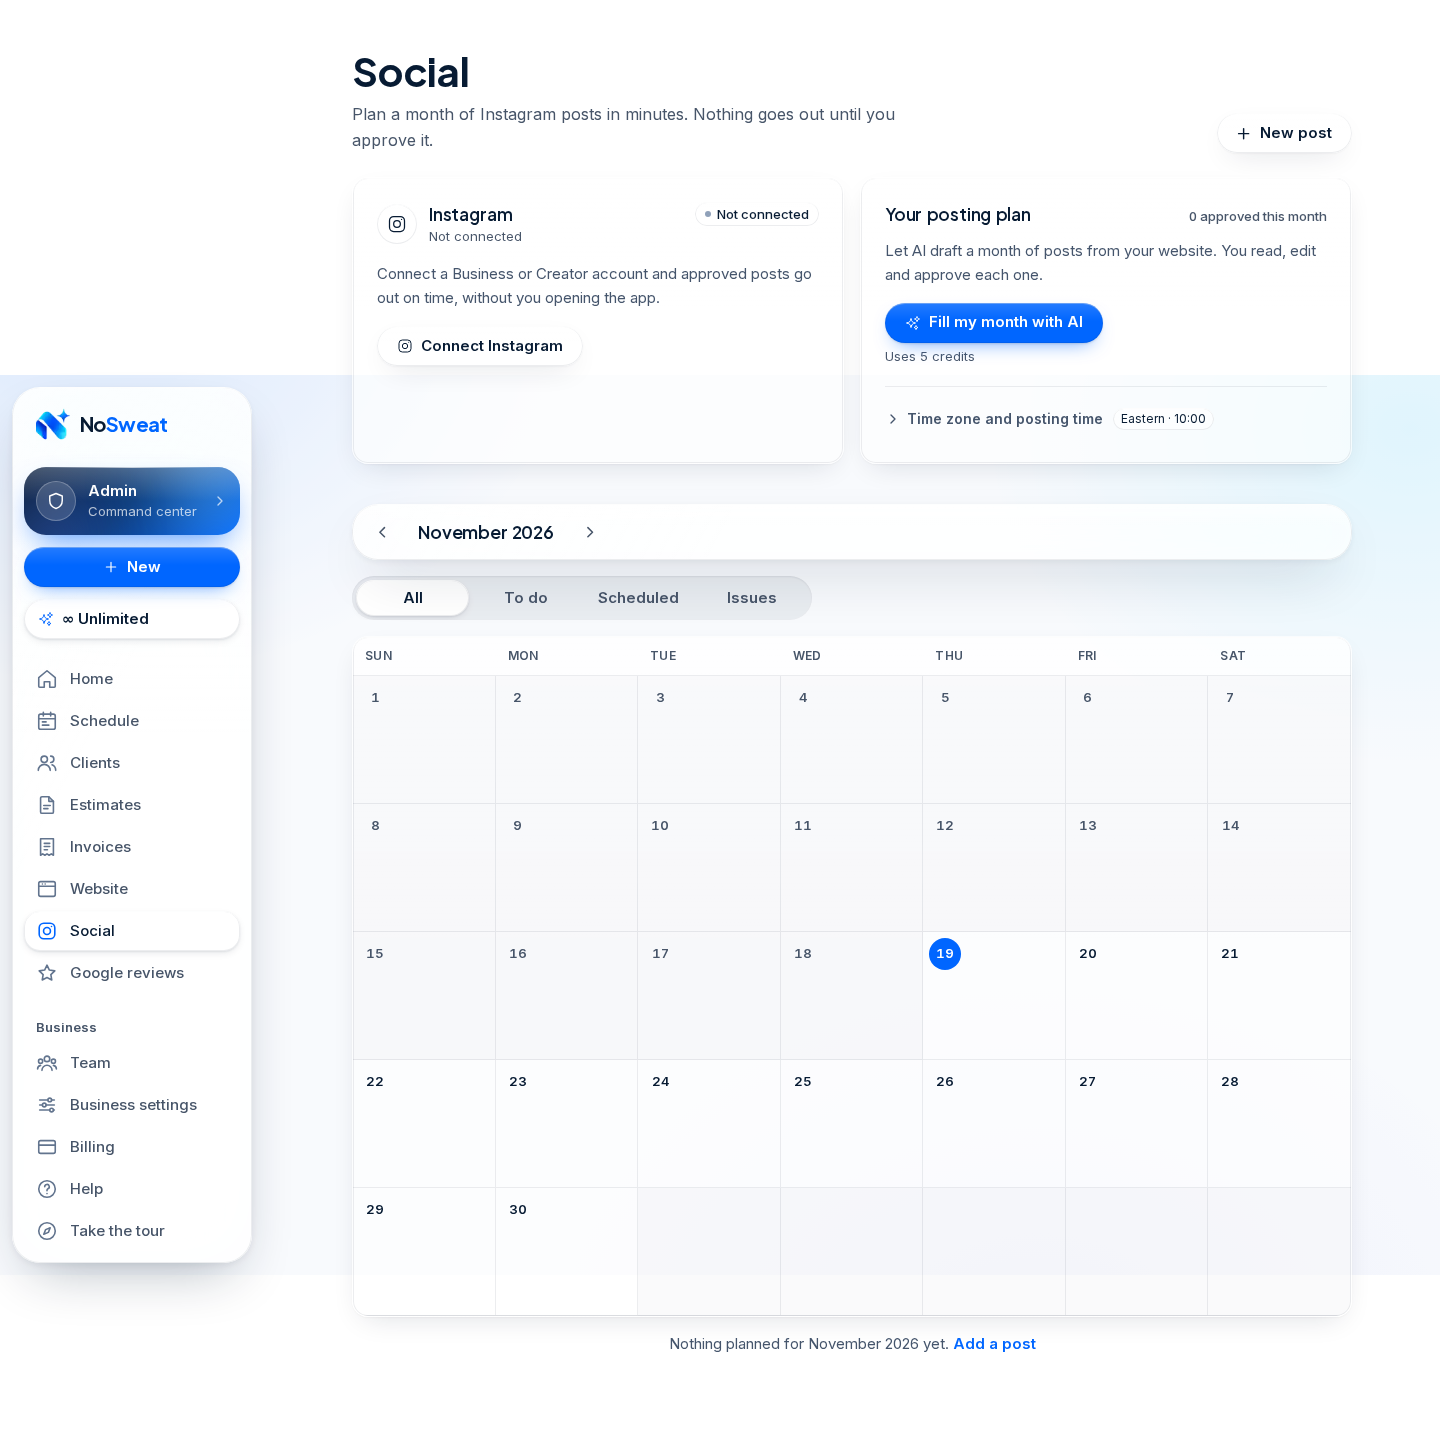 Social
Plan a month of Instagram posts in minutes. Nothing goes out until you
approve it.
New post
Instagram
Not connected
Not connected
Connect a Business or Creator account and approved posts go
out on time, without you opening the app.
Connect Instagram
Your posting plan
0 approved this month
Let AI draft a month of posts from your website. You read, edit
and approve each one.
Fill my month with AI
Uses 5 credits
Time zone and posting time
Eastern · 10:00
NoSweat
Admin
Command center
New
∞ Unlimited
Home
Schedule
Clients
Estimates
Invoices
Website
Social
Google reviews
Business
Team
Business settings
Billing
Help
Take the tour
November 2026
All To do Scheduled Issues
SUN MON TUE WED THU FRI SAT
1 2 3 4 5 6 7
8 9 10 11 12 13 14
15 16 17 18 19 20 21
22 23 24 25 26 27 28
29 30
Nothing planned for November 2026 yet. Add a post